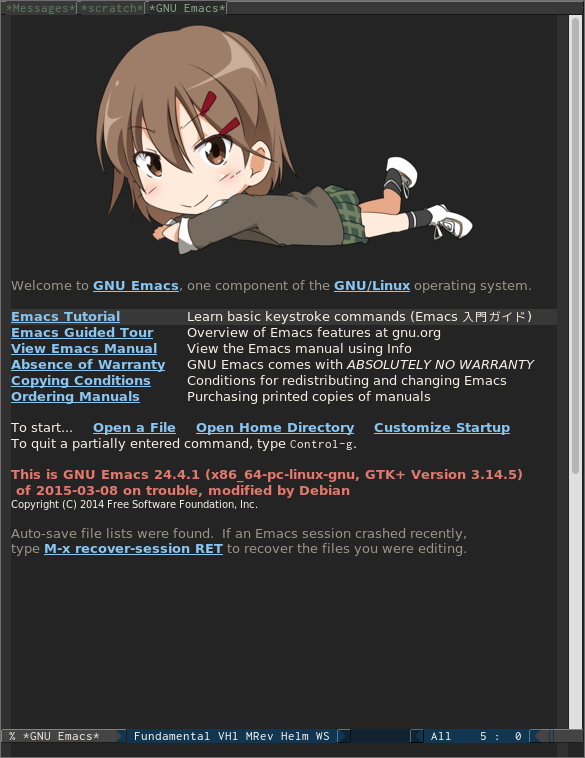 *Messages* *scratch* *GNU Emacs*
Welcome to GNU Emacs, one component of the GNU/Linux operating system.
Emacs Tutorial Learn basic keystroke commands (Emacs 入門ガイド)
Emacs Guided Tour Overview of Emacs features at gnu.org
View Emacs Manual View the Emacs manual using Info
Absence of Warranty GNU Emacs comes with ABSOLUTELY NO WARRANTY
Copying Conditions Conditions for redistributing and changing Emacs
Ordering Manuals Purchasing printed copies of manuals
To start... Open a File Open Home Directory Customize Startup
To quit a partially entered command, type Control-g.
This is GNU Emacs 24.4.1 (x86_64-pc-linux-gnu, GTK+ Version 3.14.5)
of 2015-03-08 on trouble, modified by Debian
Copyright (C) 2014 Free Software Foundation, Inc.
Auto-save file lists were found. If an Emacs session crashed recently,
type M-x recover-session RET to recover the files you were editing.
% *GNU Emacs* Fundamental VHl MRev Helm WS All 5 : 0